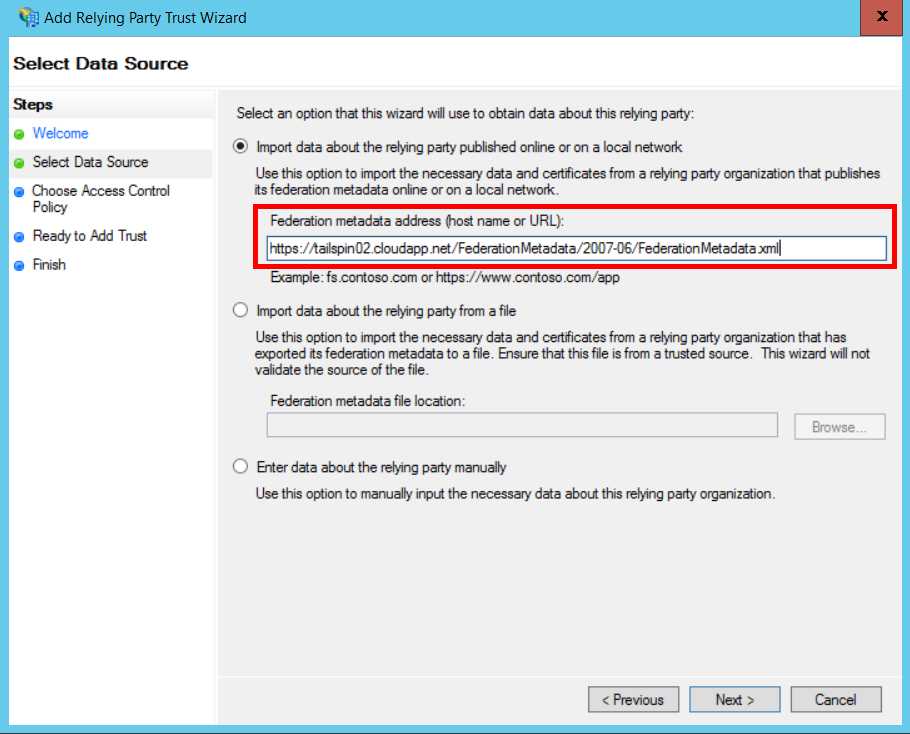 Add Relying Party Trust Wizard
x
Select Data Source
Steps
Welcome
Select Data Source
Choose Access Control
Policy
Ready to Add Trust
Finish
Select an option that this wizard will use to obtain data about this relying party:
Import data about the relying party published online or on a local network
Use this option to import the necessary data and certificates from a relying party organization that publishes
its federation metadata online or on a local network.
Federation metadata address (host name or URL):
https://tailspin02.cloudapp.net/FederationMetadata/2007-06/FederationMetadata.xml
Example: fs.contoso.com or https://www.contoso.com/app
Import data about the relying party from a file
Use this option to import the necessary data and certificates from a relying party organization that has
exported its federation metadata to a file. Ensure that this file is from a trusted source. This wizard will not
validate the source of the file.
Federation metadata file location:
Browse...
Enter data about the relying party manually
Use this option to manually input the necessary data about this relying party organization.
< Previous
Next >
Cancel